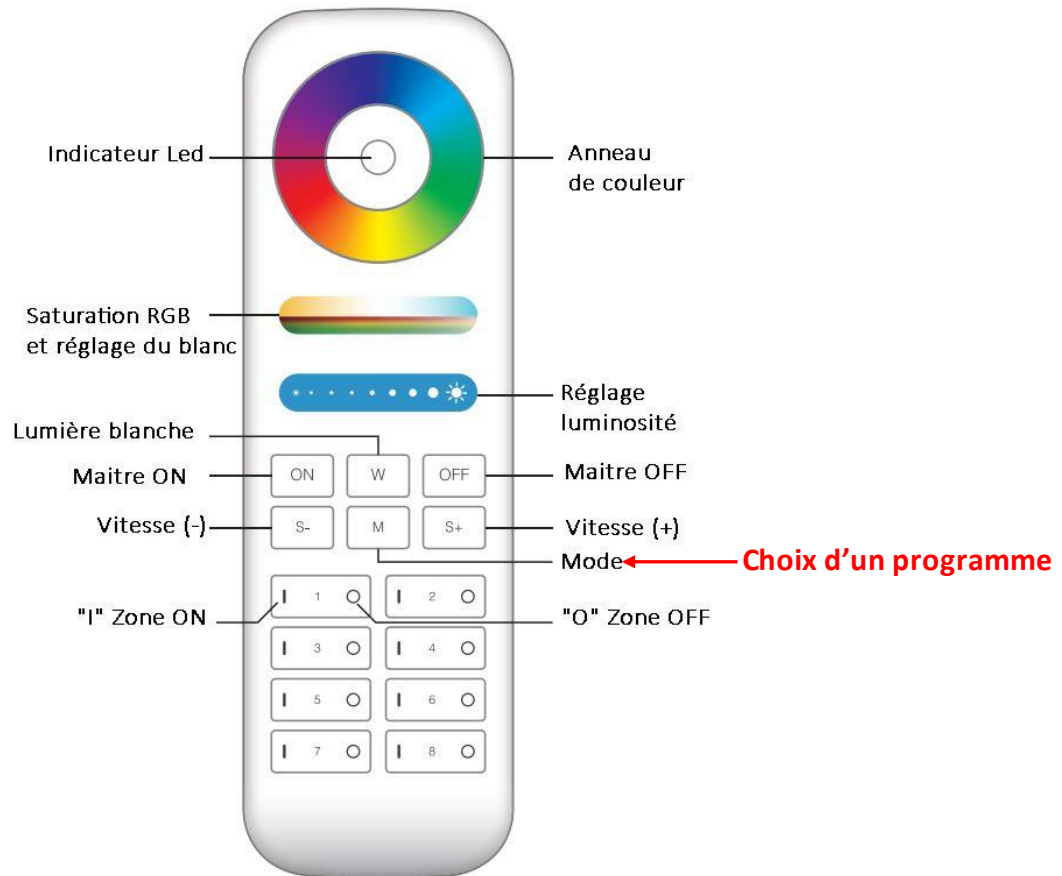 Indicateur Led
Anneau
de couleur
Saturation RGB
et réglage du blanc
Réglage
luminosité
Lumière blanche
Maitre ON
ON
W
OFF
Maitre OFF
Vitesse (-)
S-
M
S+
Vitesse (+)
Mode
Choix d'un programme
"I" Zone ON
I 1 O
I 2 O
"O" Zone OFF
I 3 O
I 4 O
I 5 O
I 6 O
I 7 O
I 8 O